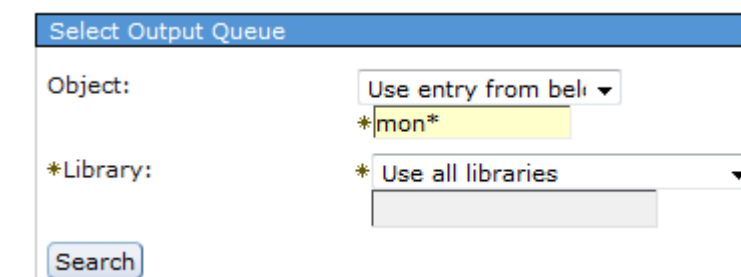 Select Output Queue
Object:
Use entry from bel
*mon*
*Library:
* Use all libraries
Search